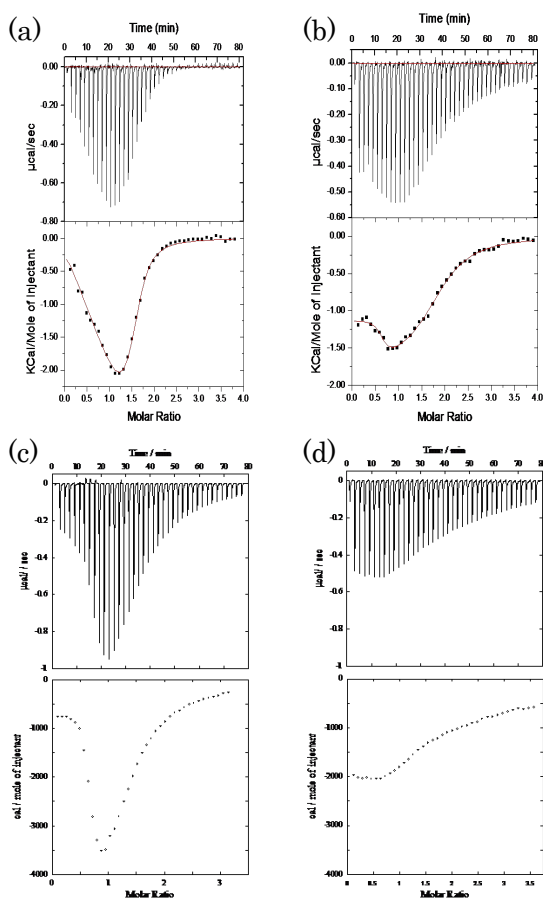 (a)
Time (min)
0 10 20 30 40 50 60 70 80
0.00
-0.20
-0.40
-0.60
-0.80
µcal/sec
0.00
-0.50
-1.00
-1.50
-2.00
KCal/Mole of Injectant
0.0 0.5 1.0 1.5 2.0 2.5 3.0 3.5 4.0
Molar Ratio
(b)
Time (min)
0 10 20 30 40 50 60 70 80
0.00
-0.10
-0.20
-0.30
-0.40
-0.50
-0.60
µcal/sec
0.00
-0.50
-1.00
-1.50
-2.00
KCal/Mole of Injectant
0.0 0.5 1.0 1.5 2.0 2.5 3.0 3.5 4.0
Molar Ratio
(c)
Time / min
0 10 20 30 40 50 60 70 80
0
-0.2
-0.4
-0.6
-0.8
-1
µcal / sec
0
-1000
-2000
-3000
-4000
cal / mole of injectant
0 1 2 3
Molar Ratio
(d)
Time / min
0 10 20 30 40 50 60 70 80
0
-0.2
-0.4
-0.6
-0.8
-1
µcal / sec
0
-1000
-2000
-3000
-4000
cal / mole of injectant
0 0.5 1 1.5 2 2.5 3 3.5
Molar Ratio